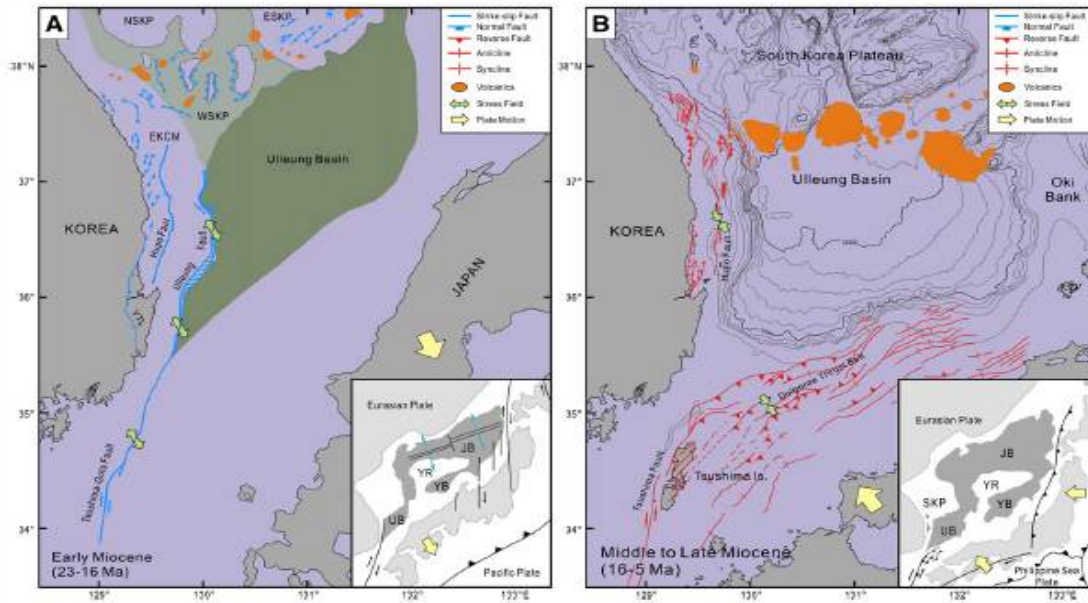 A
NSKP
ESKP
Strike slip Fault
Normal Fault
Reverse Fault
Anticline
Syncline
Volcanics
Stress Field
Plate Motion
38°N
WSKP
EKCM
Ulleung Basin
37°
KOREA
Hupo Fault
Ulleung
Fault
JAPAN
36°
YB
35°
Eurasian Plate
JB
YR
YB
UB
Pacific Plate
Tsushima-Goto Fault
34°
Early Miocene
(23-16 Ma)
129°
130°
131°
132°
133°E
B
Strike slip Fault
Normal Fault
Reverse Fault
Anticline
Syncline
Volcanics
Stress Field
Plate Motion
38°N
South Korea Plateau
37°
Ulleung Basin
Oki
Bank
KOREA
Hupo Fault
36°
Thrust Belt
35°
Eurasian Plate
JB
YR
SKP
YB
UB
Philippine Sea
Plate
Tsushima Fault
Tsushima Is.
34°
Middle to Late Miocene
(16-5 Ma)
129°
130°
131°
132°
133°E